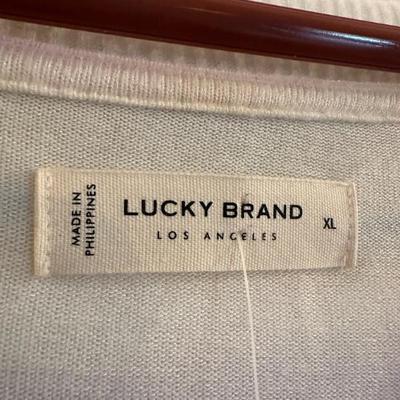 MADE IN
PHILIPPINES
LUCKY BRAND
LOS ANGELES
XL